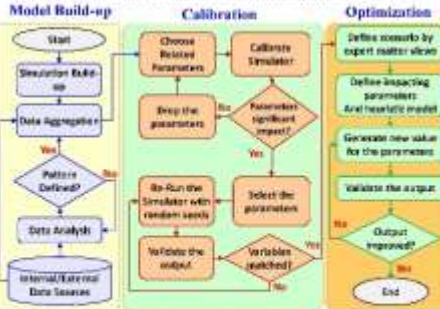 Model Build-up
Calibration
Optimization
Start
Simulation Build-
up
Data Aggregation
Yes
No
Pattern
Defined?
Data Analysis
Internal/External
Data Sources
Choose
Related
Parameters
Calibrate
Simulator
Drop the
parameters
No
Parameters
significant
impact?
Yes
Select the
parameters
Re-Run the
Simulator with
random seeds
Validate the
output
Variables
matched?
Yes
No
Define scenario by
expert matter views
Define impacting
parameters
And heuristic model
Generate new value
for the parameters
Validate the output
No
Output
improved?
Yes
End